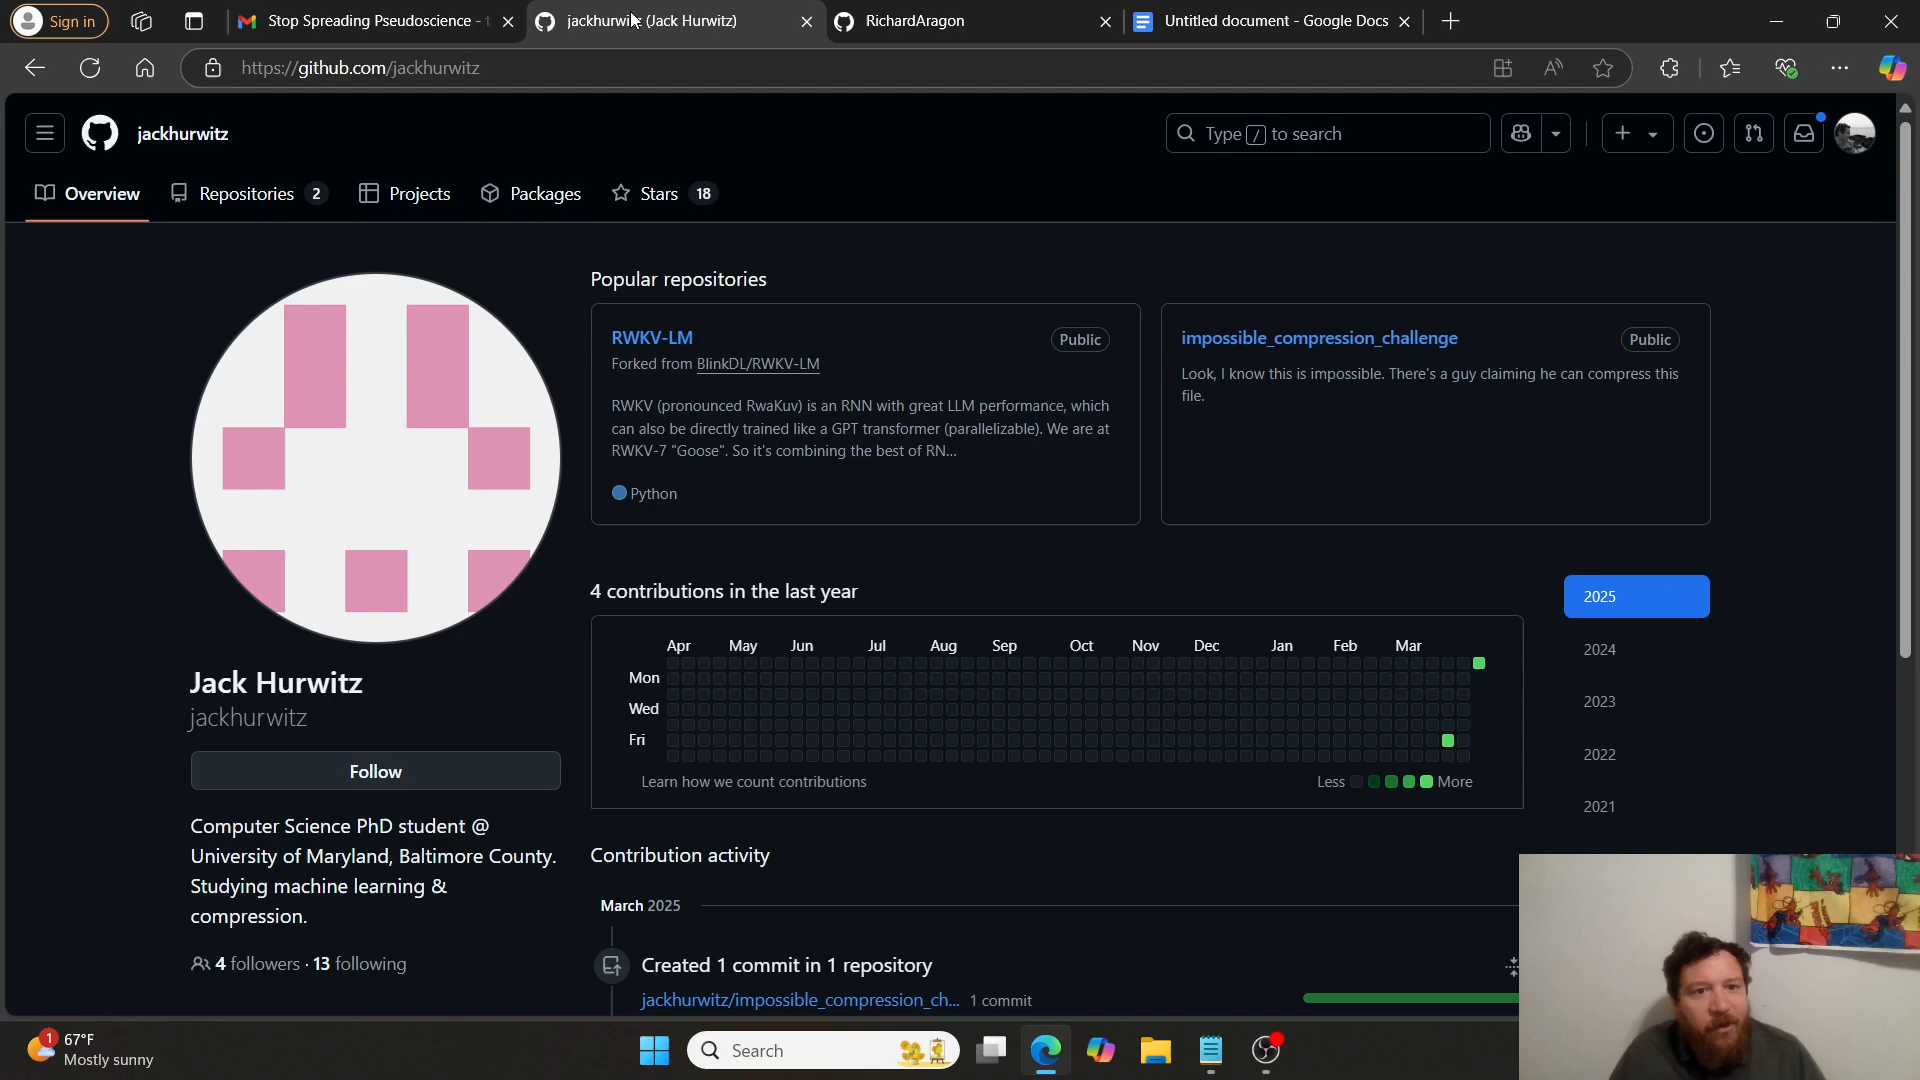 Sign in
Stop Spreading Pseudoscience - t
(Jack Hurwitz)
RichardAragon
Untitled document - Google Docs
https://github.com/jackhurwitz
jackhurwitz
Type / to search
Overview
Repositories 2
Projects
Packages
Stars 18
Popular repositories
RWKV-LM
Public
Forked from BlinkDL/RWKV-LM
RWKV (pronounced RwaKuv) is an RNN with great LLM performance, which
can also be directly trained like a GPT transformer (parallelizable). We are at
RWKV-7 "Goose". So it's combining the best of RN...
Python
impossible_compression_challenge
Public
Look, I know this is impossible. There's a guy claiming he can compress this
file.
4 contributions in the last year
Apr May Jun Jul Aug Sep Oct Nov Dec Jan Feb Mar
Mon
Wed
Fri
Learn how we count contributions
Less More
2025
2024
2023
2022
2021
Jack Hurwitz
jackhurwitz
Follow
Computer Science PhD student @
University of Maryland, Baltimore County.
Studying machine learning &
compression.
4 followers · 13 following
Contribution activity
March 2025
Created 1 commit in 1 repository
jackhurwitz/impossible_compression_ch... 1 commit
1
67°F
Mostly sunny
Search